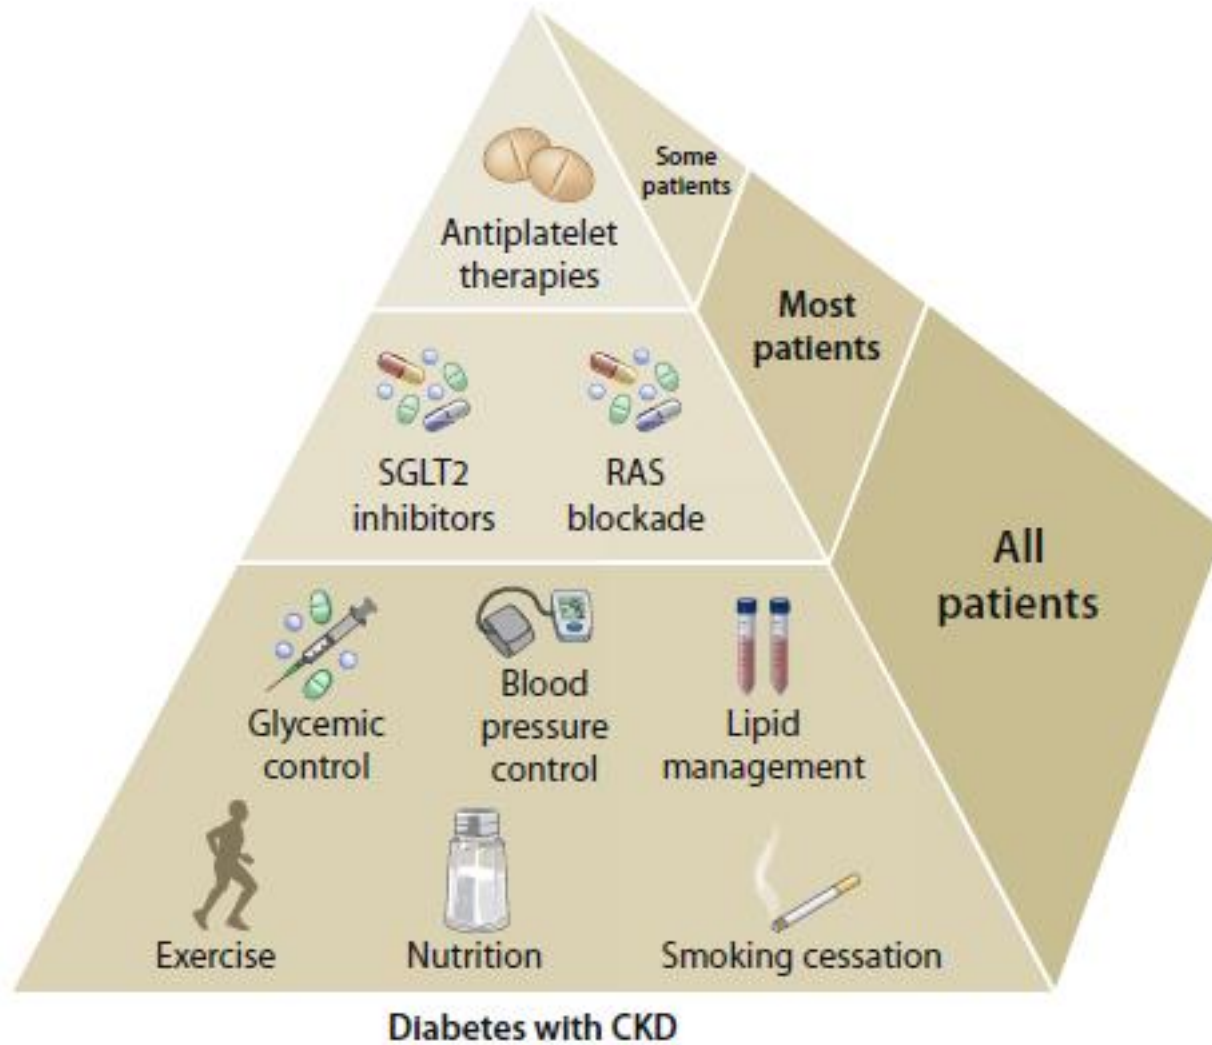 Some
patients
Antiplatelet
therapies
Most
patients
SGLT2
inhibitors
RAS
blockade
All
patients
Glycemic
control
Blood
pressure
control
Lipid
management
Exercise
Nutrition
Smoking cessation
Diabetes with CKD